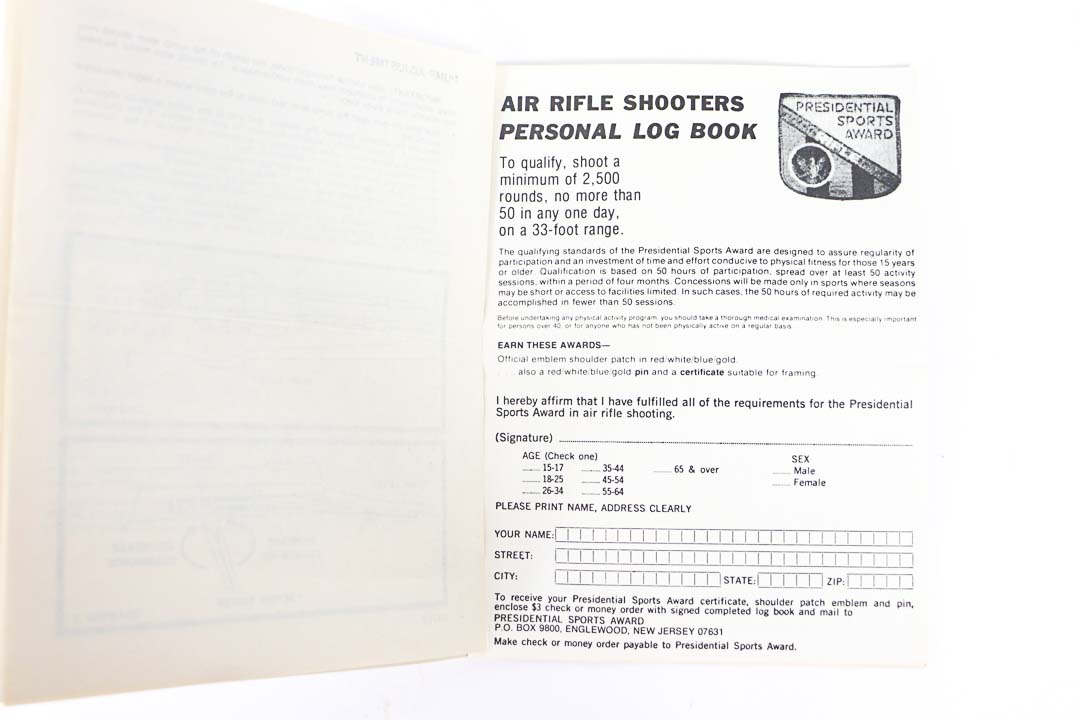 AIR RIFLE SHOOTERS
PERSONAL LOG BOOK
PRESIDENTIAL
SPORTS
AWARD
To qualify, shoot a
minimum of 2,500
rounds, no more than
50 in any one day,
on a 33-foot range.
The qualifying standards of the Presidential Sports Award are designed to assure regularity of
participation and an investment of time and effort conducive to physical fitness for those 15 years
or older. Qualification is based on 50 hours of participation, spread over at least 50 activity
sessions, within a period of four months. Concessions will be made only in sports where seasons
may be short or access to facilities limited. In such cases, the 50 hours of required activity may be
accomplished in fewer than 50 sessions.
Before undertaking any physical activity program, you should take a thorough medical examination. This is especially important
for persons over 40, or for anyone who has not been physically active on a regular basis.
EARN THESE AWARDS—
Official emblem shoulder patch in red/white/blue/gold.
. . . also a red/white/blue/gold pin and a certificate suitable for framing.
I hereby affirm that I have fulfilled all of the requirements for the Presidential
Sports Award in air rifle shooting.
(Signature)
AGE (Check one) SEX
15-17 35-44 65 & over Male
18-25 45-54 Female
26-34 55-64
PLEASE PRINT NAME, ADDRESS CLEARLY
YOUR NAME:
STREET:
CITY: STATE: ZIP:
To receive your Presidential Sports Award certificate, shoulder patch emblem and pin,
enclose $3 check or money order with signed completed log book and mail to
PRESIDENTIAL SPORTS AWARD
P.O. BOX 9800, ENGLEWOOD, NEW JERSEY 07631
Make check or money order payable to Presidential Sports Award.